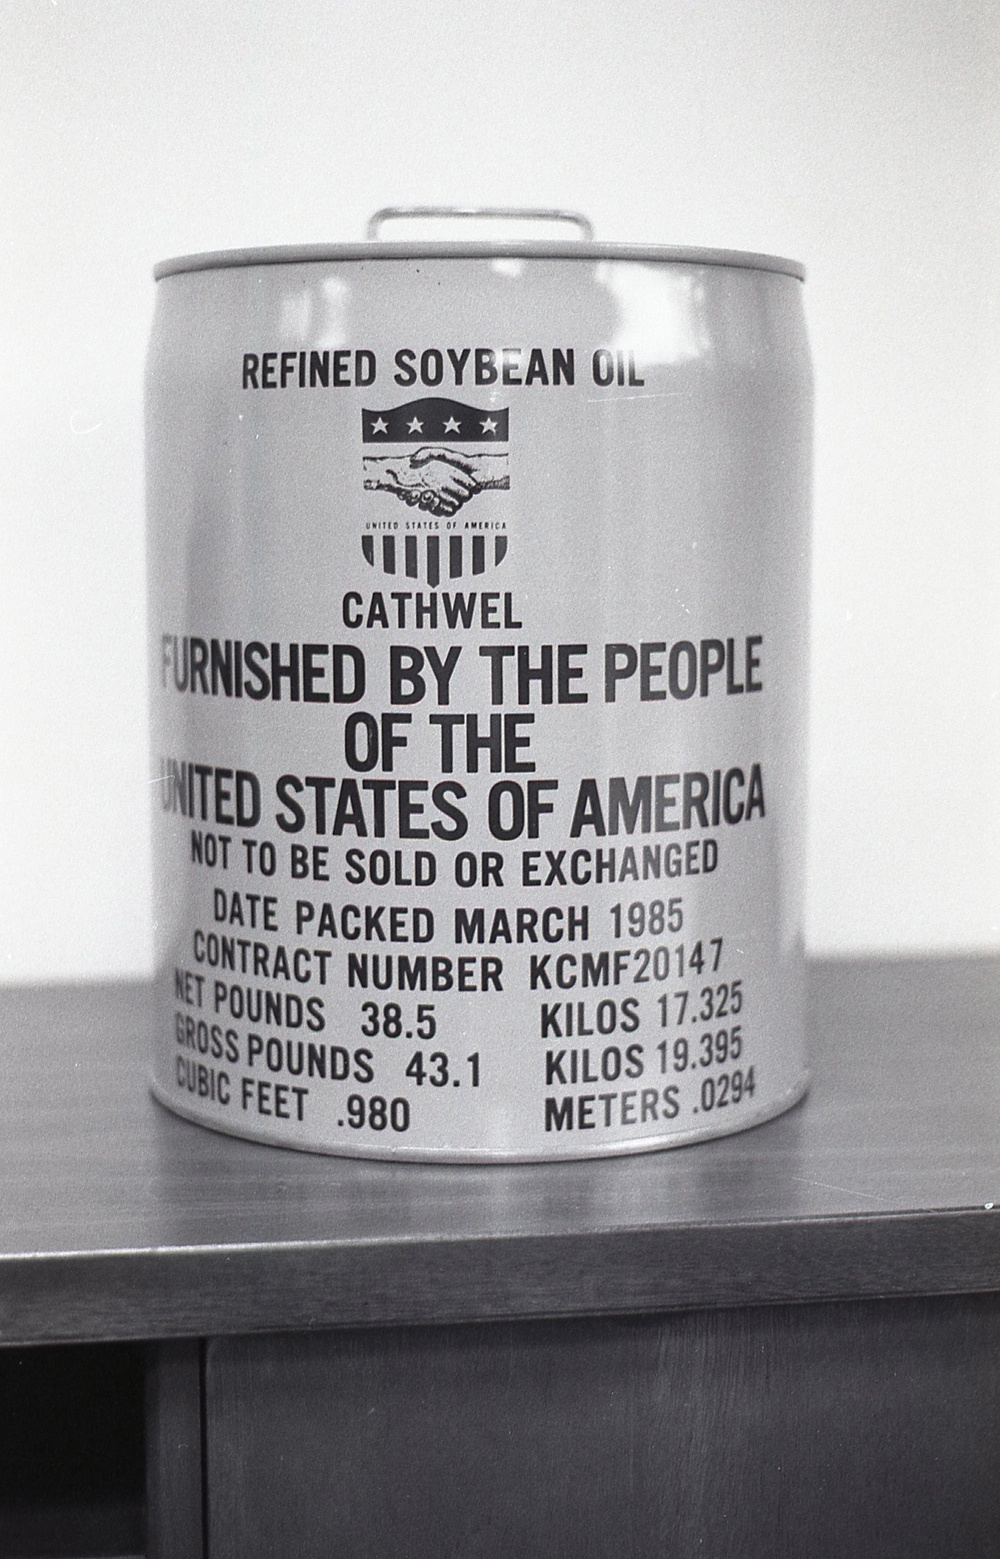 REFINED SOYBEAN OIL
UNITED STATES OF AMERICA
CATHWEL
FURNISHED BY THE PEOPLE
OF THE
UNITED STATES OF AMERICA
NOT TO BE SOLD OR EXCHANGED
DATE PACKED MARCH 1985
CONTRACT NUMBER KCMF20147
NET POUNDS 38.5 KILOS 17.325
GROSS POUNDS 43.1 KILOS 19.395
CUBIC FEET .980 METERS .0294